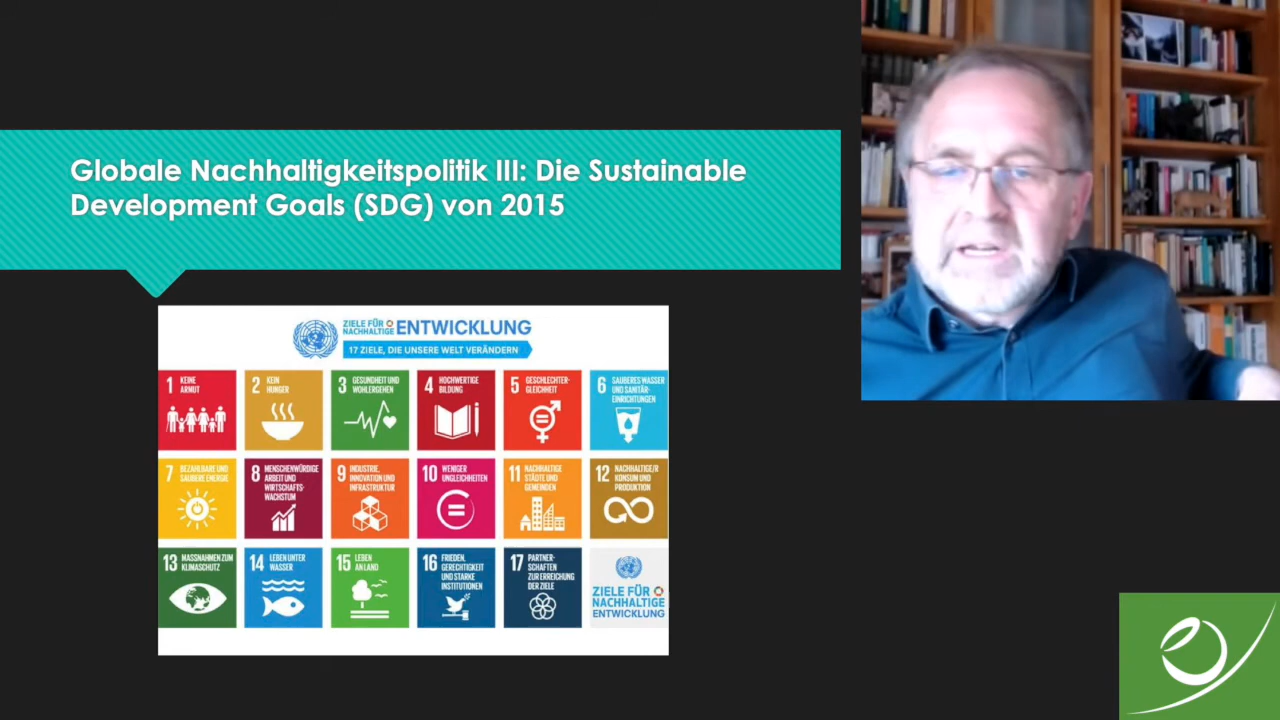 Globale Nachhaltigkeitspolitik III: Die Sustainable
Development Goals (SDG) von 2015
ZIELE FÜR
NACHHALTIGE ENTWICKLUNG
17 ZIELE, DIE UNSERE WELT VERÄNDERN
1 KEINE
ARMUT
2 KEIN
HUNGER
3 GESUNDHEIT UND
WOHLERGEHEN
4 HOCHWERTIGE
BILDUNG
5 GESCHLECHTER-
GLEICHHEIT
6 SAUBERES WASSER
UND SANITÄR-
EINRICHTUNGEN
7 BEZAHLBARE UND
SAUBERE ENERGIE
8 MENSCHENWÜRDIGE
ARBEIT UND
WIRTSCHAFTS-
WACHSTUM
9 INDUSTRIE,
INNOVATION UND
INFRASTRUKTUR
10 WENIGER
UNGLEICHHEITEN
11 NACHHALTIGE
STÄDTE UND
GEMEINDEN
12 NACHHALTIGE/R
KONSUM UND
PRODUKTION
13 MASSNAHMEN ZUM
KLIMASCHUTZ
14 LEBEN UNTER
WASSER
15 LEBEN
AN LAND
16 FRIEDEN,
GERECHTIGKEIT
UND STARKE
INSTITUTIONEN
17 PARTNER-
SCHAFTEN
ZUR ERREICHUNG
DER ZIELE
ZIELE FÜR
NACHHALTIGE
ENTWICKLUNG